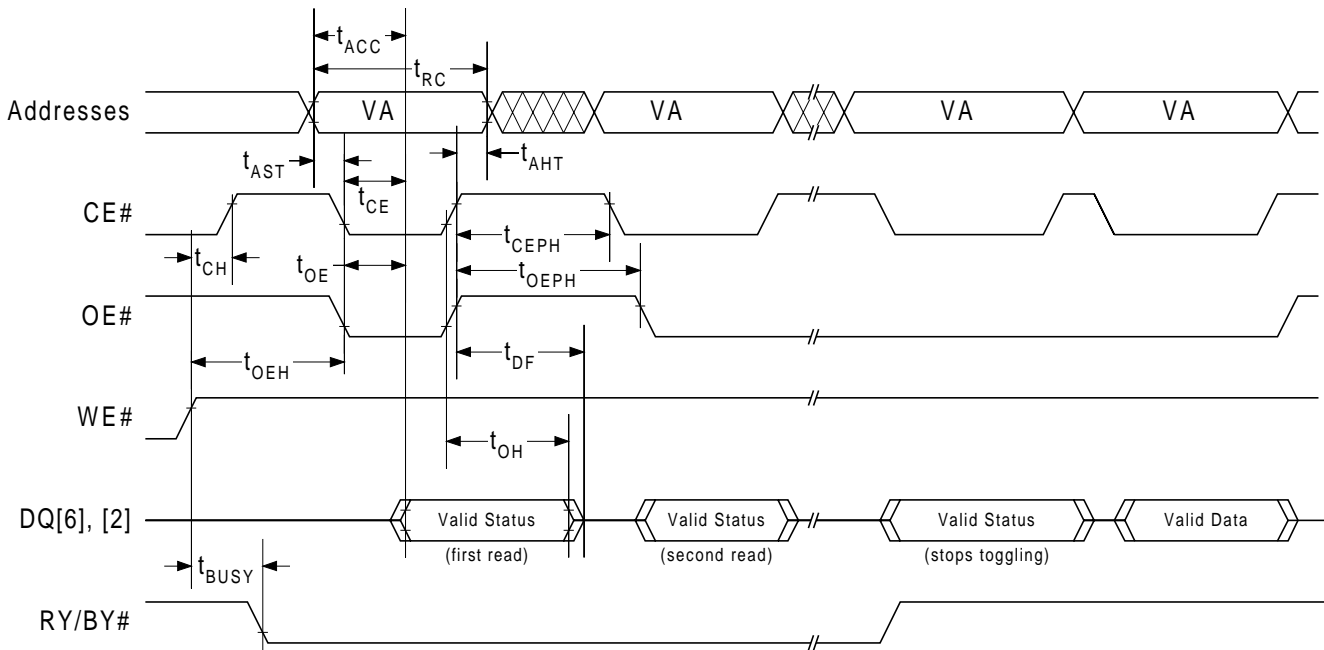 tACC
tRC
Addresses VA VA VA VA
tAST tAHT
tCE
CE#
tCH tCEPH
tOE tOEPH
OE#
tOEH tDF
WE#
tOH
DQ[6], [2] Valid Status Valid Status Valid Status Valid Data
(first read) (second read) (stops toggling)
tBUSY
RY/BY#